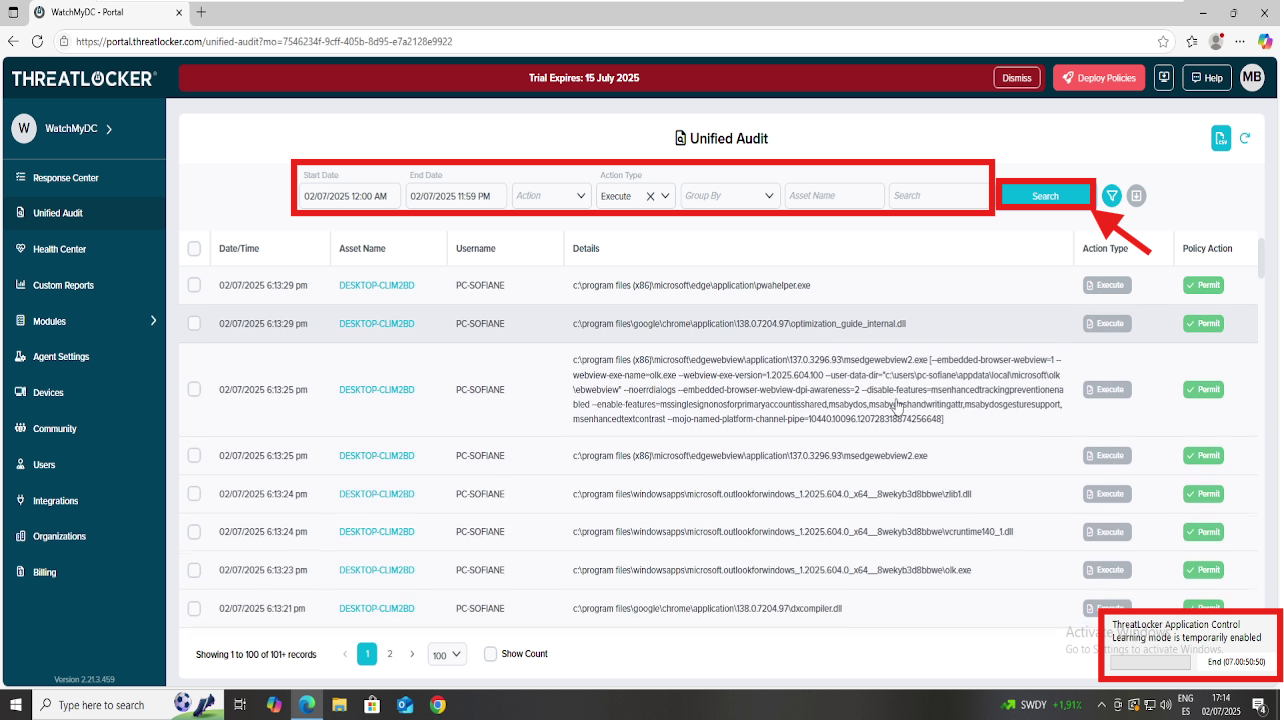 WatchMyDC - Portal
https://portal.threatlocker.com/unified-audit?mo=7546234f-9cff-405b-8d95-e7a2128e9922
THREATLOCKER®
Trial Expires: 15 July 2025
Dismiss
Deploy Policies
Help
MB
W WatchMyDC
Response Center
Unified Audit
Health Center
Custom Reports
Modules
Agent Settings
Devices
Community
Users
Integrations
Organizations
Billing
Version 2.21.3.459
Unified Audit
CSV
Start Date End Date Action Type
02/07/2025 12:00 AM 02/07/2025 11:59 PM Action Execute Group By Asset Name Search
Search
Date/Time Asset Name Username Details Action Type Policy Action
02/07/2025 6:13:29 pm DESKTOP-CLIM2BD PC-SOFIANE c:\program files (x86)\microsoft\edge\application\pwahelper.exe Execute Permit
02/07/2025 6:13:29 pm DESKTOP-CLIM2BD PC-SOFIANE c:\program files\google\chrome\application\138.0.7204.97\optimization_guide_internal.dll Execute Permit
c:\program files (x86)\microsoft\edgewebview\application\137.0.3296.93\msedgewebview2.exe [--embedded-browser-webview=1 --
webview-exe-name=olk.exe --webview-exe-version=1.2025.604.100 --user-data-dir="c:\users\pc-sofiane\appdata\local\microsoft\olk
02/07/2025 6:13:25 pm DESKTOP-CLIM2BD PC-SOFIANE \ebwebview" --noerrdialogs --embedded-browser-webview-dpi-awareness=2 --disable-features=msenhancedtrackingpreventionena Execute Permit
bled --enable-features=mssinglesignonosforprimaryaccountisshared,msabydos,
msenhancedtextcontrast --mojo-named-platform-channel-pipe=10440.10096.120728318874256648]
02/07/2025 6:13:25 pm DESKTOP-CLIM2BD PC-SOFIANE c:\program files (x86)\microsoft\edgewebview\application\137.0.3296.93\msedgewebview2.exe Execute Permit
02/07/2025 6:13:24 pm DESKTOP-CLIM2BD PC-SOFIANE c:\program files\windowsapps\microsoft.outlookforwindows_1.2025.604.0_x64__8wekyb3d8bbwe\zlib1.dll Execute Permit
02/07/2025 6:13:24 pm DESKTOP-CLIM2BD PC-SOFIANE c:\program files\windowsapps\microsoft.outlookforwindows_1.2025.604.0_x64__8wekyb3d8bbwe\vcruntime140_1.dll Execute Permit
02/07/2025 6:13:23 pm DESKTOP-CLIM2BD PC-SOFIANE c:\program files\windowsapps\microsoft.outlookforwindows_1.2025.604.0_x64__8wekyb3d8bbwe\olk.exe Execute Permit
02/07/2025 6:13:21 pm DESKTOP-CLIM2BD PC-SOFIANE c:\program files\google\chrome\application\138.0.7204.97\dxcompiler.dll Execute Permit
Showing 1 to 100 of 101+ records 1 2 100 Show Count
ThreatLocker Application Control
Learning mode is temporarily enabled
End (07.00:50:50)
Activate Windows
Go to Settings to activate Windows.
Type here to search
SWDY +1,91% ENG 6:13 PM